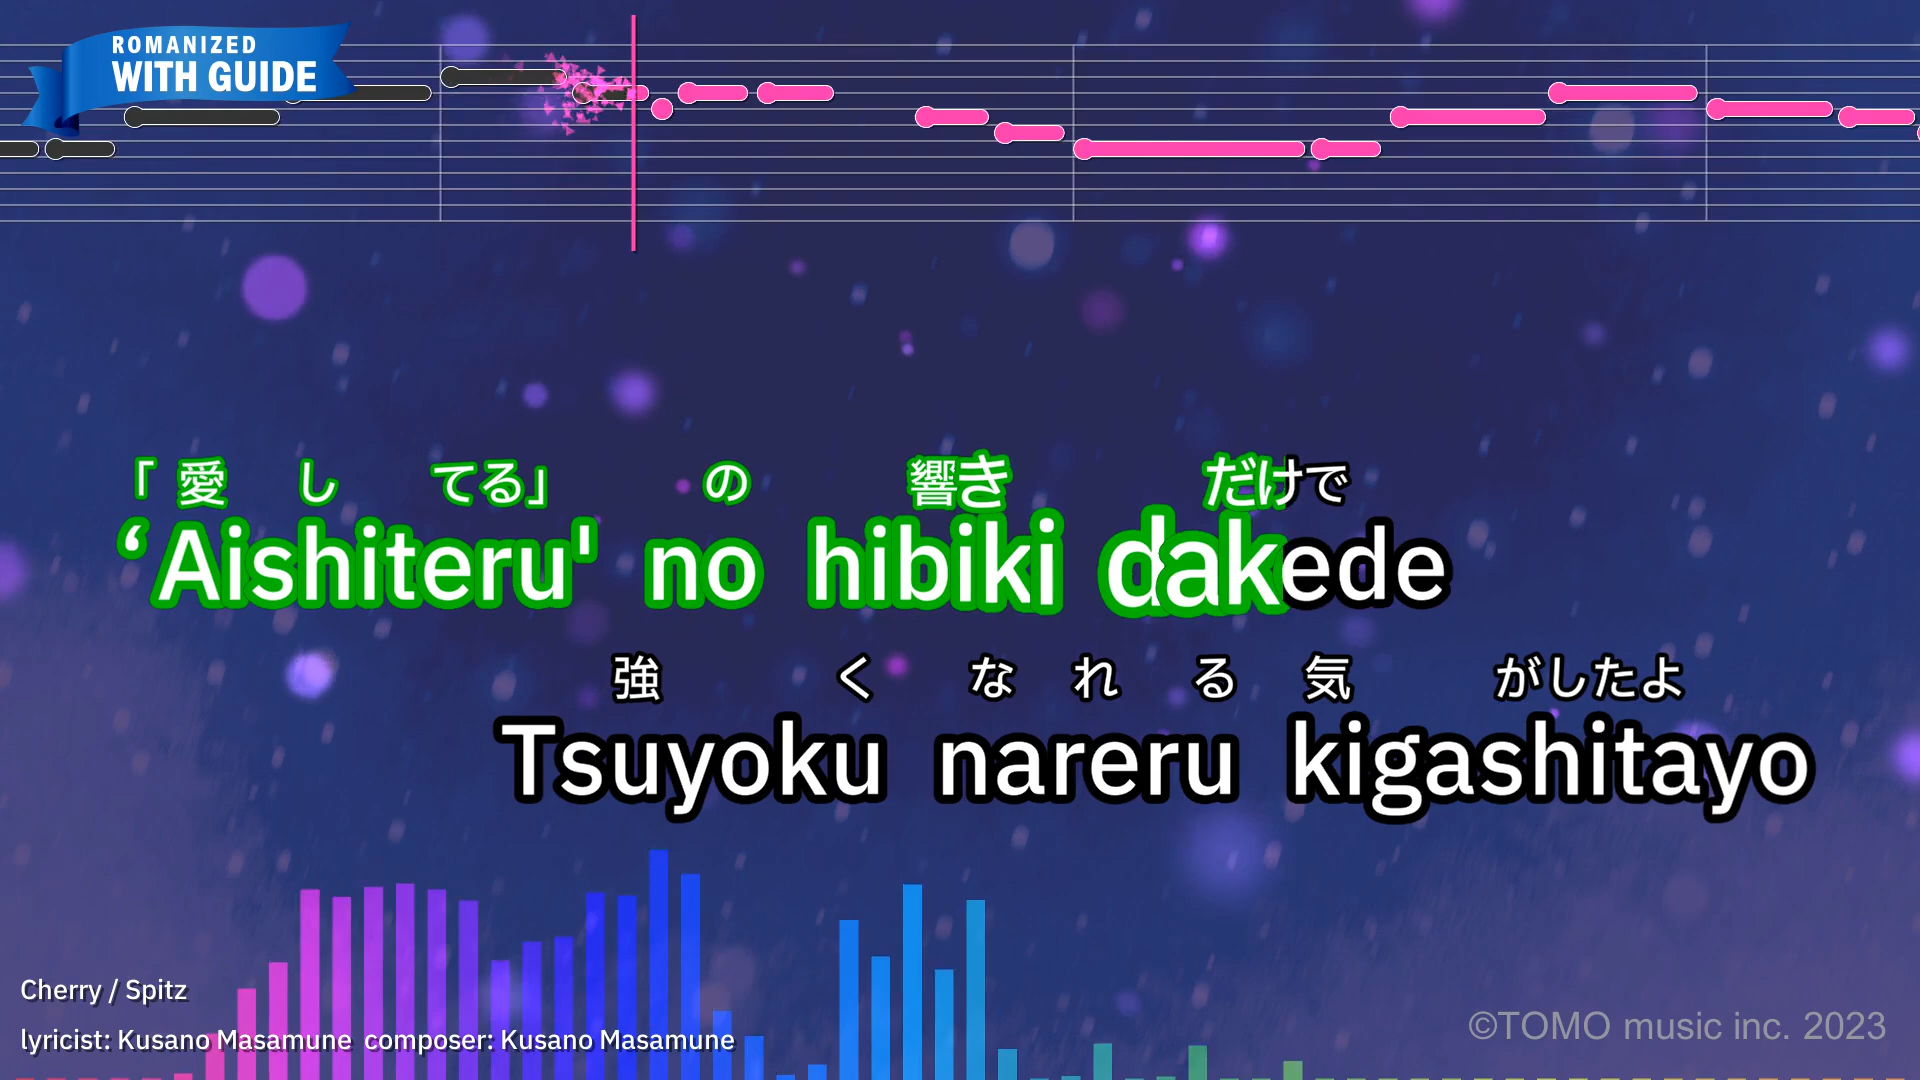 ROMANIZED
WITH GUIDE
「愛してる」の響きだけで
‘Aishiteru' no hibiki dakede
強くなれる気がしたよ
Tsuyoku nareru kigashitayo
Cherry / Spitz
lyricist: Kusano Masamune composer: Kusano Masamune
©TOMO music inc. 2023